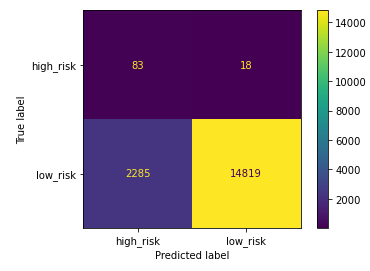 14000
high_risk 83 18
12000
10000
True label
8000
6000
low_risk 2285 14819
4000
2000
high_risk low_risk
Predicted label